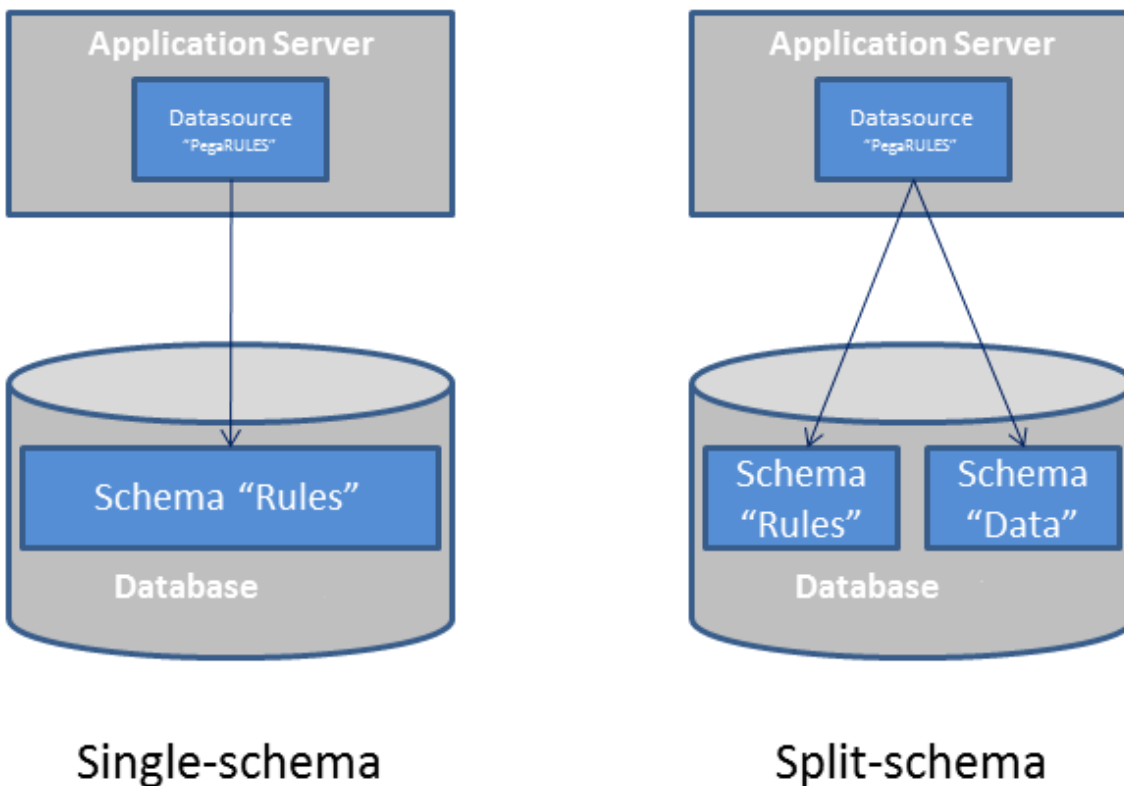 Application Server
Datasource
"PegaRULES"
Schema “Rules”
Database
Single-schema
Application Server
Datasource
"PegaRULES"
Schema
“Rules”
Schema
“Data”
Database
Split-schema